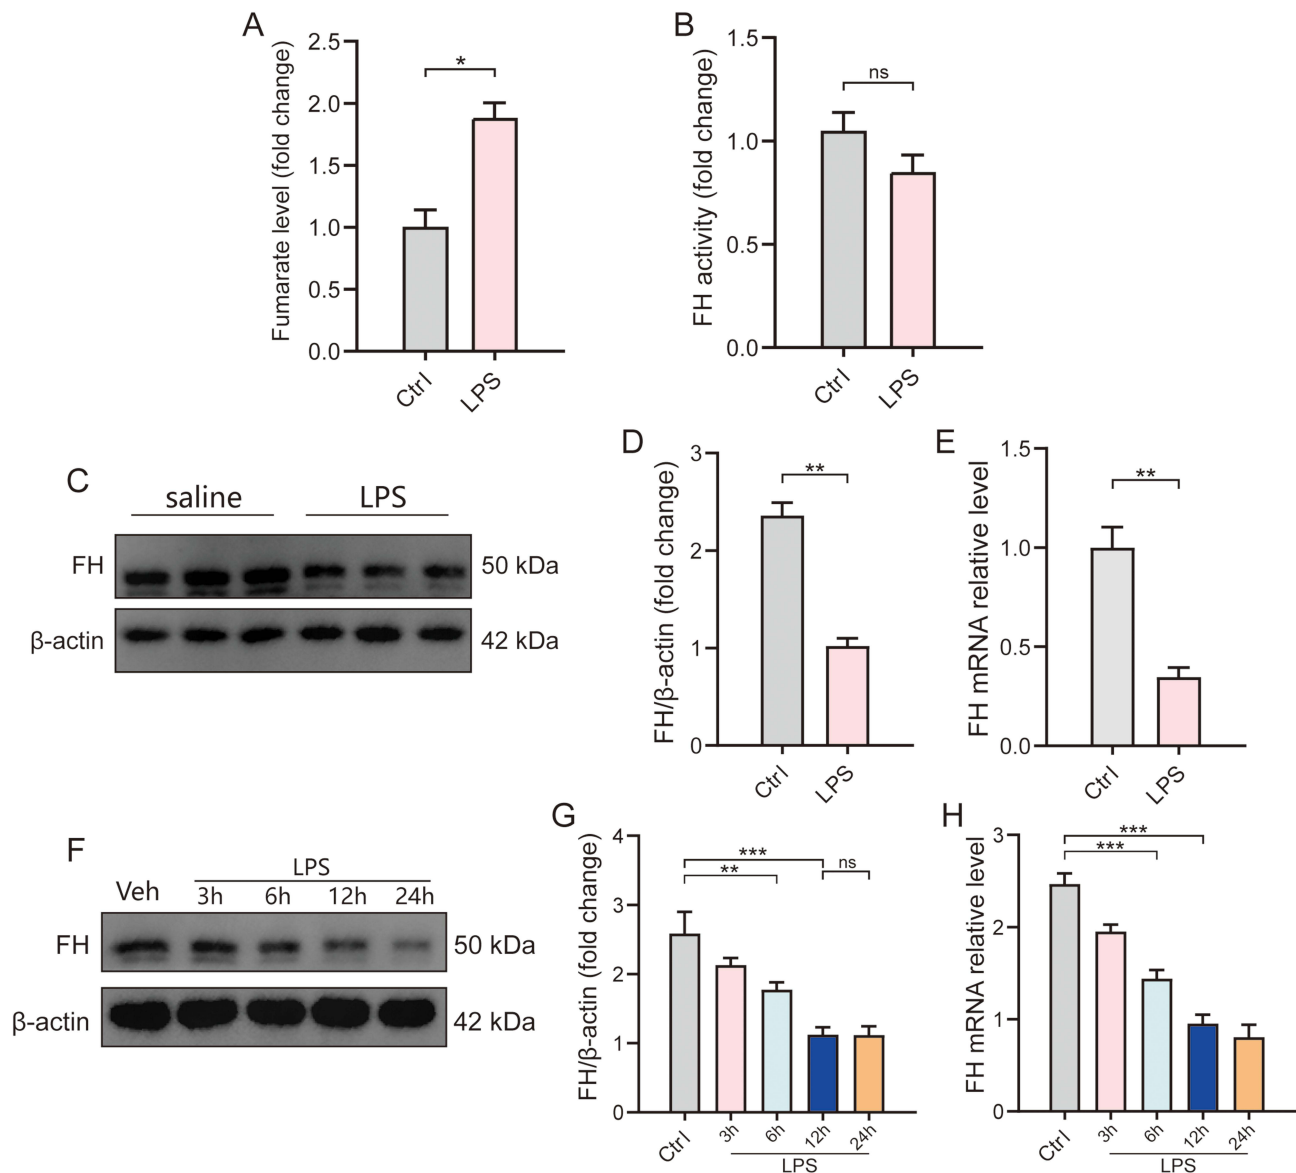 A
Fumarate level (fold change)
2.5
2.0
1.5
1.0
0.5
0.0
*
Ctrl
LPS
B
FH activity (fold change)
1.5
1.0
0.5
0.0
ns
Ctrl
LPS
C
saline
LPS
FH
50 kDa
β-actin
42 kDa
D
FH/β-actin (fold change)
3
2
1
0
**
Ctrl
LPS
E
FH mRNA relative level
1.5
1.0
0.5
0.0
**
Ctrl
LPS
F
LPS
Veh 3h 6h 12h 24h
FH
50 kDa
β-actin
42 kDa
G
FH/β-actin (fold change)
4
3
2
1
0
***
**
ns
Ctrl
3h
6h
12h
24h
LPS
H
FH mRNA relative level
3
2
1
0
***
***
Ctrl
3h
6h
12h
24h
LPS